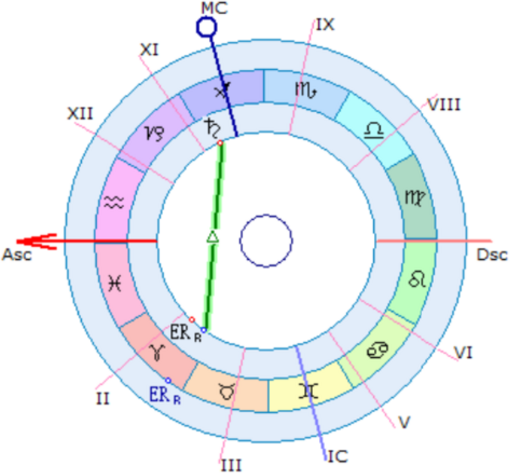 MC
IX
XI
♐
♏
XII
♄
VIII
♑
♎
♒
♍
△
Asc
Dsc
♓
♌
ER R
♈
♋
VI
II
ER R
♉
♊
V
III
IC